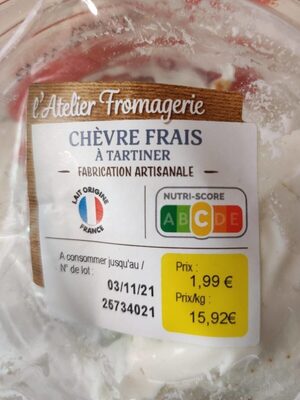 l'Atelier Fromagerie
CHÈVRE FRAIS
À TARTINER
FABRICATION ARTISANALE
LAIT ORIGINE
FRANCE
NUTRI-SCORE
A B C D E
A consommer jusqu'au /
N° de lot :
03/11/21
26734021
Prix :
1,99 €
Prix/kg :
15,92€